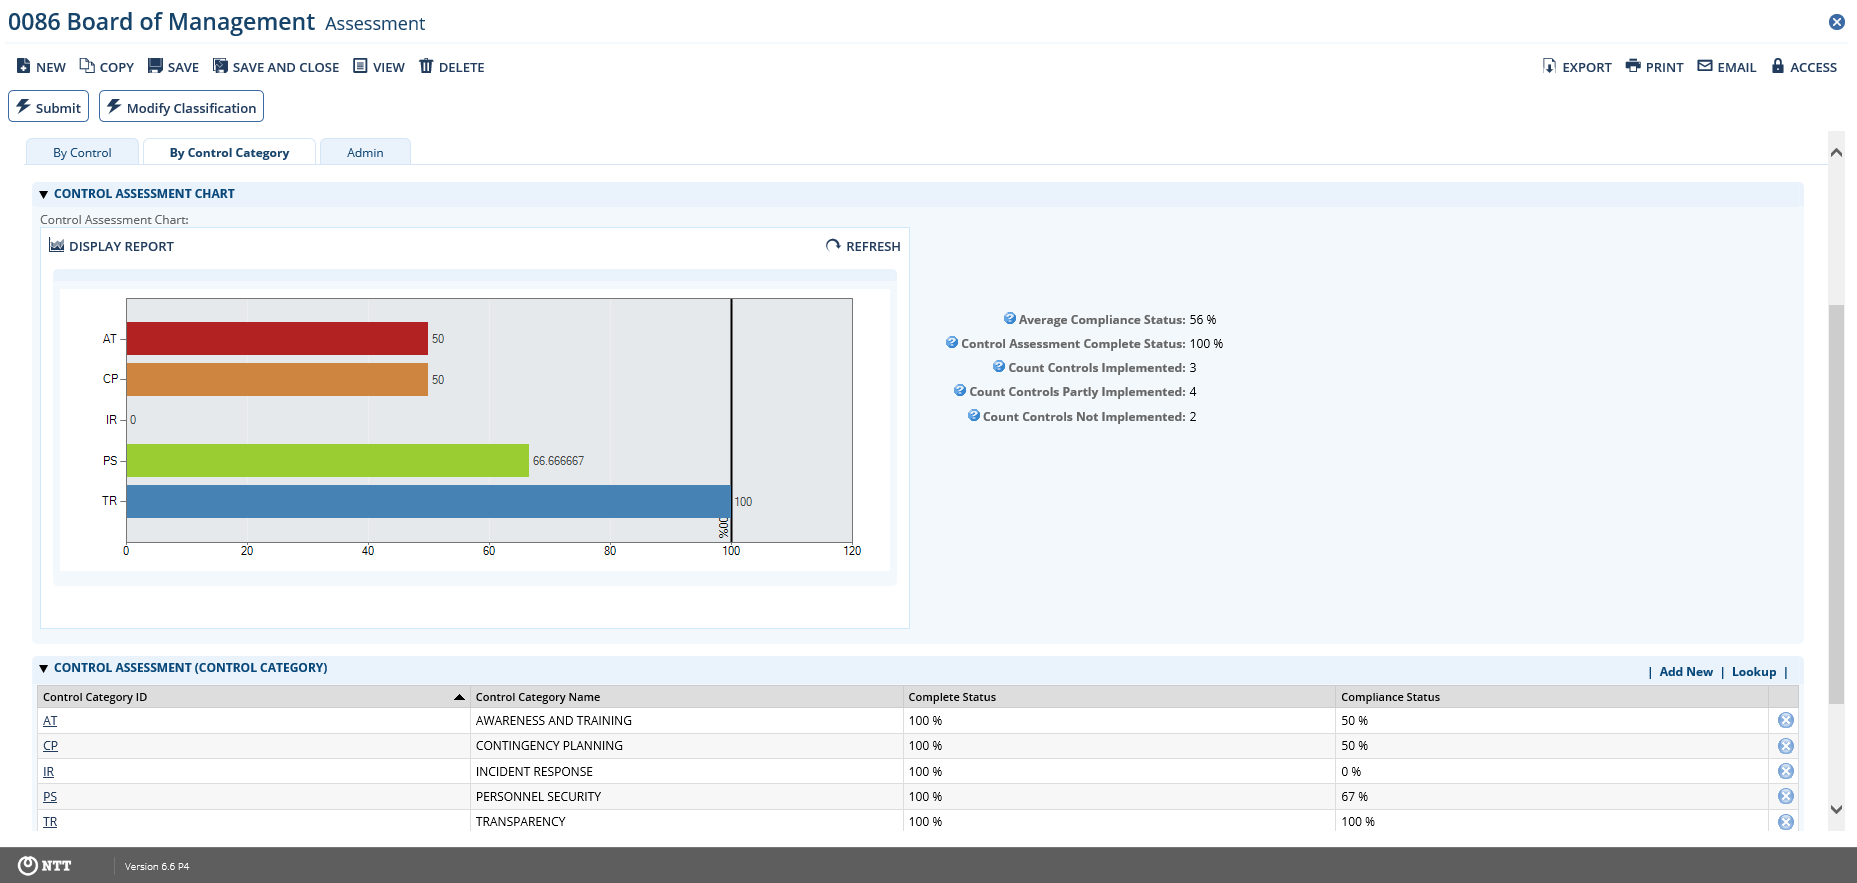 0086 Board of Management Assessment
NEW COPY SAVE SAVE AND CLOSE VIEW DELETE EXPORT PRINT EMAIL ACCESS
Submit Modify Classification
By Control By Control Category Admin
CONTROL ASSESSMENT CHART
Control Assessment Chart:
DISPLAY REPORT REFRESH
AT 50
CP 50
IR 0
PS 66.666667
TR 100
00%
0 20 40 60 80 100 120
Average Compliance Status: 56 %
Control Assessment Complete Status: 100 %
Count Controls Implemented: 3
Count Controls Partly Implemented: 4
Count Controls Not Implemented: 2
CONTROL ASSESSMENT (CONTROL CATEGORY) | Add New | Lookup |
Control Category ID Control Category Name Complete Status Compliance Status
AT AWARENESS AND TRAINING 100 % 50 %
CP CONTINGENCY PLANNING 100 % 50 %
IR INCIDENT RESPONSE 100 % 0 %
PS PERSONNEL SECURITY 100 % 67 %
TR TRANSPARENCY 100 % 100 %
NTT Version 6.6 P4